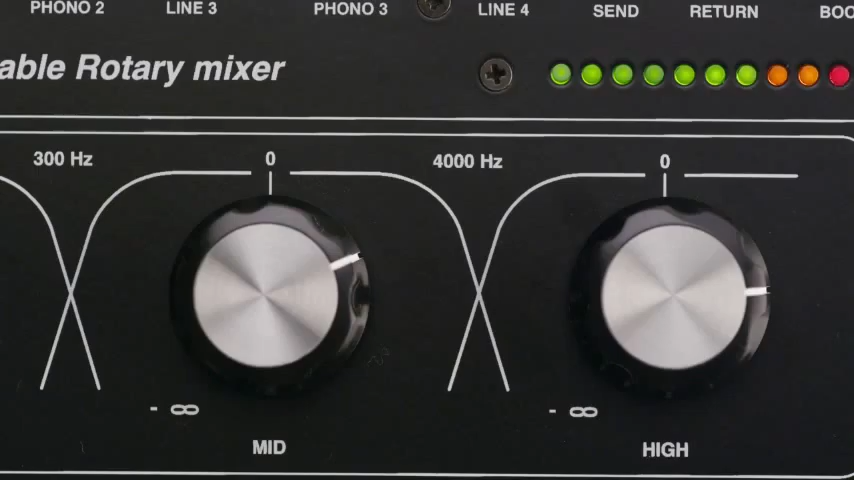 PHONO 2 LINE 3 PHONO 3 LINE 4 SEND RETURN BOO
able Rotary mixer
300 Hz 0 4000 Hz 0
- ∞ - ∞
MID HIGH